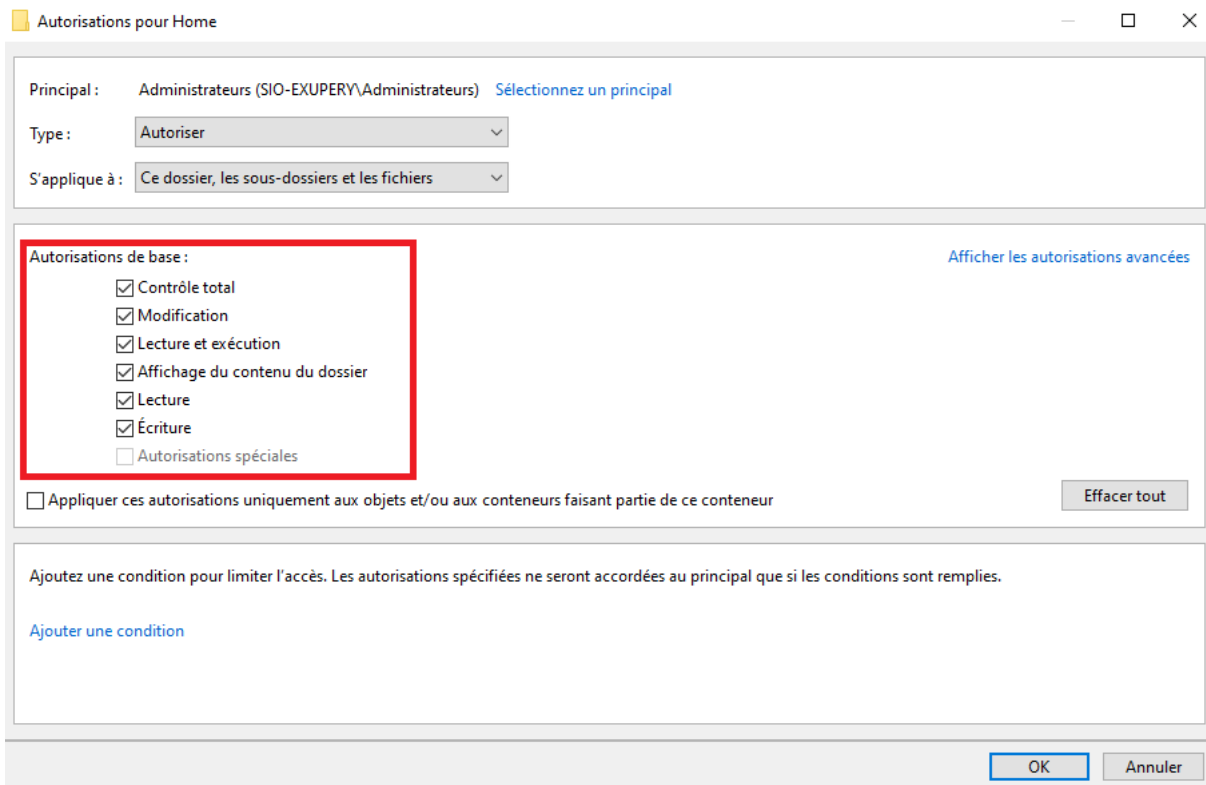 Autorisations pour Home
Principal : Administrateurs (SIO-EXUPERY\Administrateurs) Sélectionnez un principal
Type : Autoriser
S'applique à : Ce dossier, les sous-dossiers et les fichiers
Autorisations de base : Afficher les autorisations avancées
Contrôle total
Modification
Lecture et exécution
Affichage du contenu du dossier
Lecture
Écriture
Autorisations spéciales
Appliquer ces autorisations uniquement aux objets et/ou aux conteneurs faisant partie de ce conteneur Effacer tout
Ajoutez une condition pour limiter l'accès. Les autorisations spécifiées ne seront accordées au principal que si les conditions sont remplies.
Ajouter une condition
OK Annuler